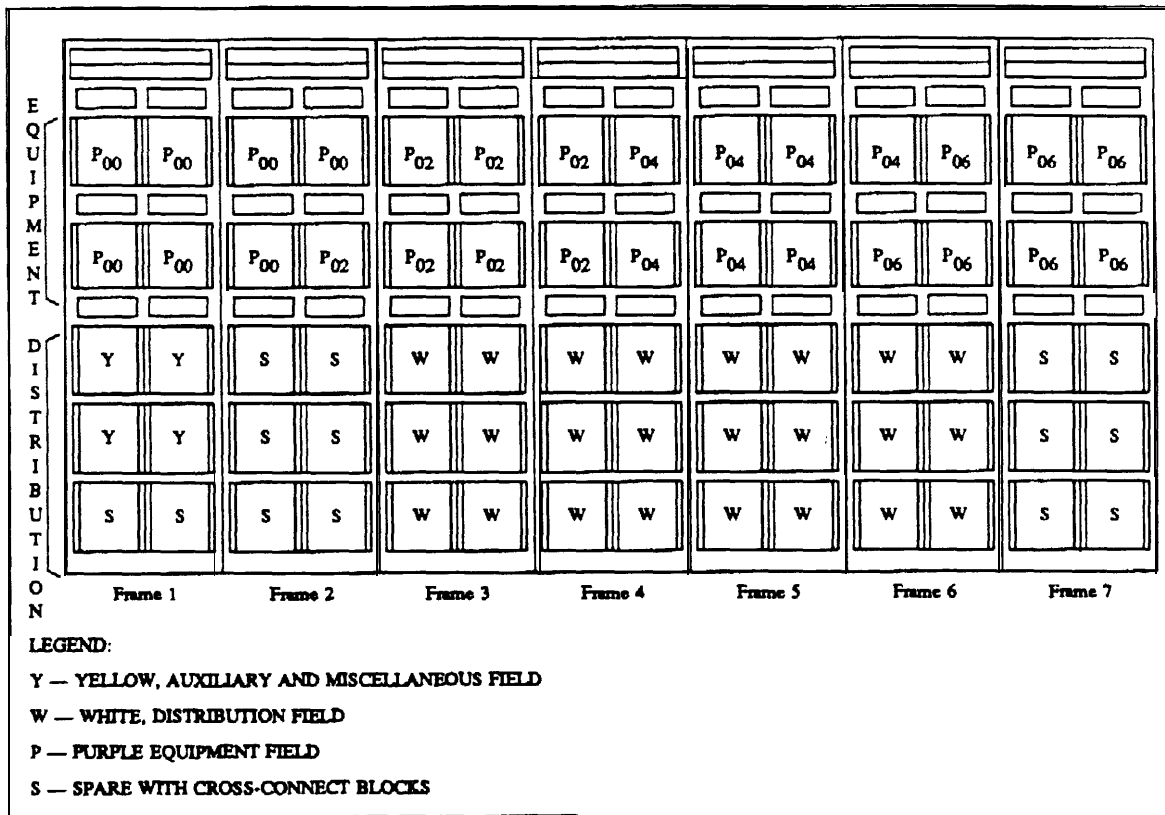 EQUIPMENT
P00 P00 P00 P00 P02 P02 P02 P04 P04 P04 P04 P06 P06 P06
P00 P00 P00 P02 P02 P02 P02 P04 P04 P04 P06 P06 P06 P06
DISTRIBUTION
Y Y S S W W W W W W W W S S
Y Y S S W W W W W W W W S S
S S S S W W W W W W W W S S
Frame 1 Frame 2 Frame 3 Frame 4 Frame 5 Frame 6 Frame 7
LEGEND:
Y — YELLOW, AUXILIARY AND MISCELLANEOUS FIELD
W — WHITE, DISTRIBUTION FIELD
P — PURPLE EQUIPMENT FIELD
S — SPARE WITH CROSS-CONNECT BLOCKS